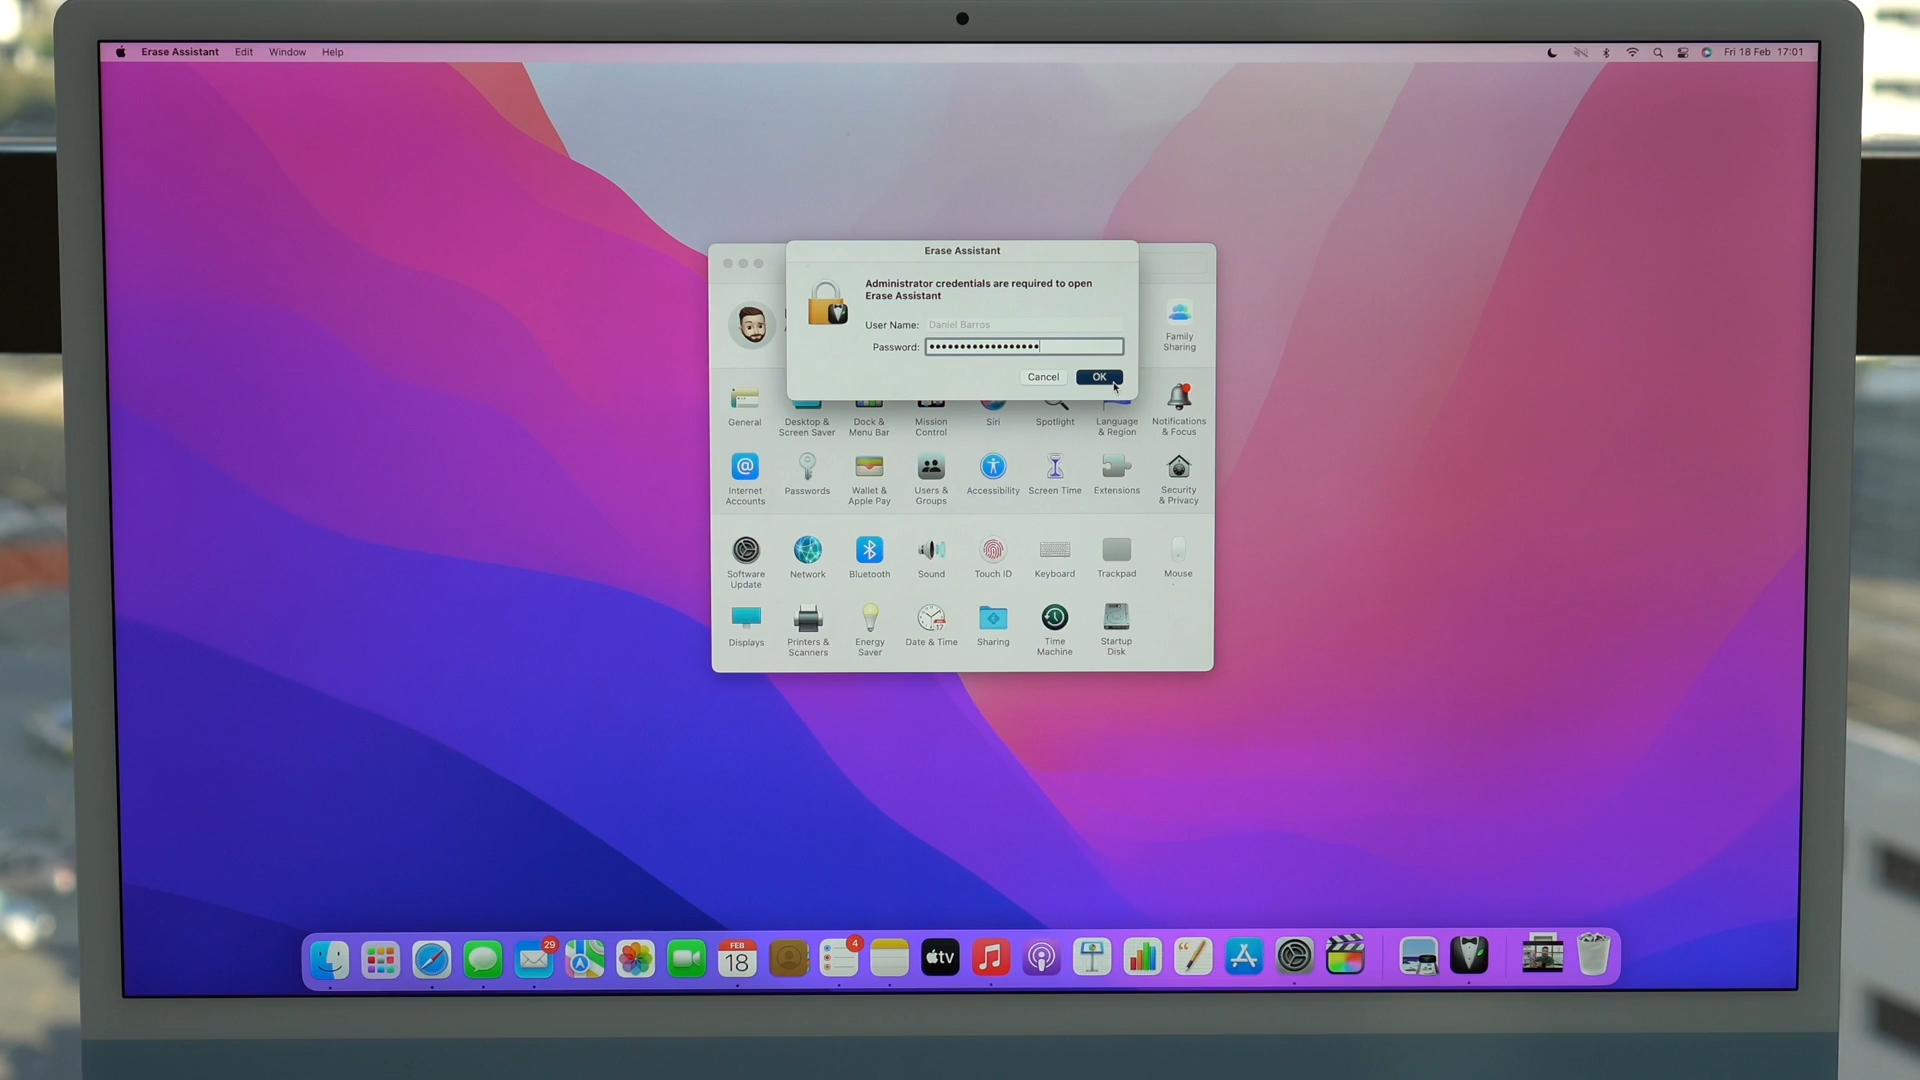 Erase Assistant Edit Window Help Fri 18 Feb 17:01
Erase Assistant
Administrator credentials are required to open
Erase Assistant
User Name: Daniel Barros
Password:
Cancel OK
Family
Sharing
General
Desktop &
Screen Saver
Dock &
Menu Bar
Mission
Control
Siri
Spotlight
Language
& Region
Notifications
& Focus
Internet
Accounts
Passwords
Wallet &
Apple Pay
Users &
Groups
Accessibility
Screen Time
Extensions
Security
& Privacy
Software
Update
Network
Bluetooth
Sound
Touch ID
Keyboard
Trackpad
Mouse
Displays
Printers &
Scanners
Energy
Saver
Date & Time
Sharing
Time
Machine
Startup
Disk
29
FEB
18
4
tv